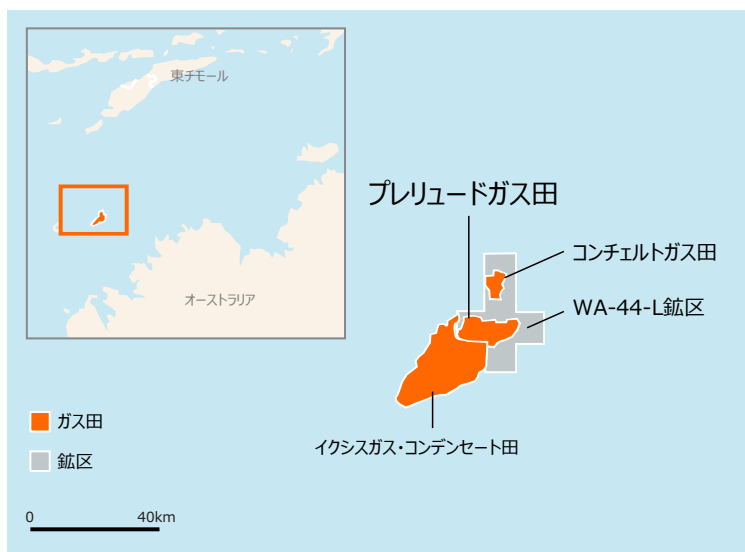 東チモール
オーストラリア
プレリュードガス田
コンチェルトガス田
WA-44-L鉱区
イクシスガス・コンデンセート田
ガス田
鉱区
0 40km